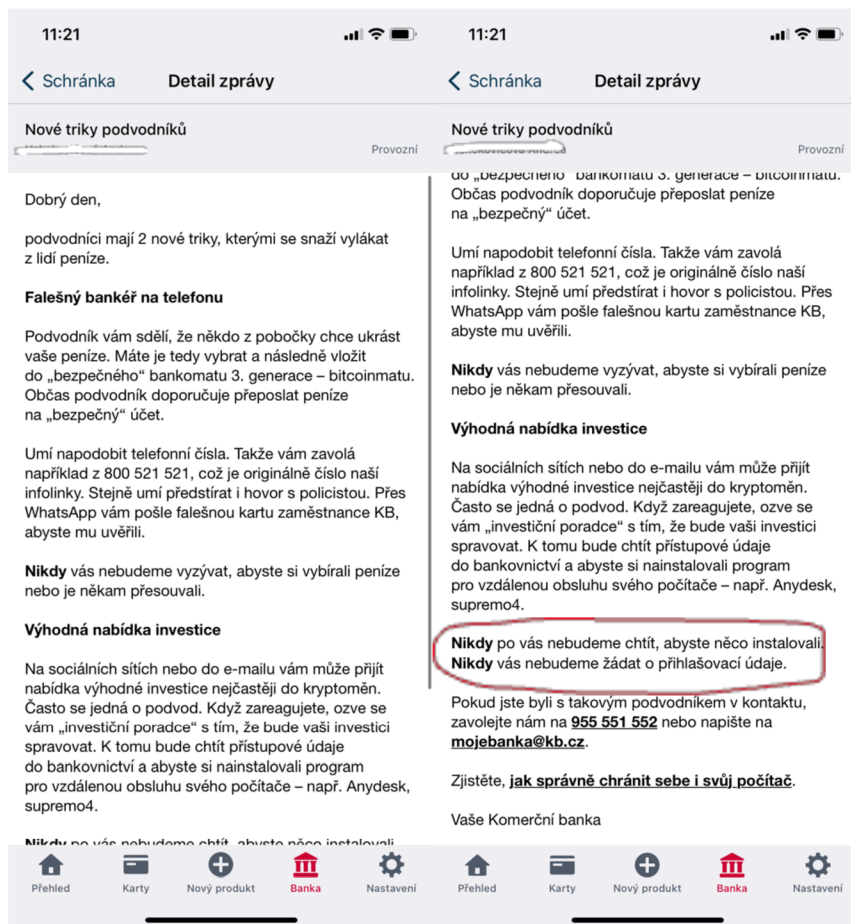 11:21
Schránka
Detail zprávy
Nové triky podvodníků
Provozní
Dobrý den,
podvodníci mají 2 nové triky, kterými se snaží vylákat
z lidí peníze.
Falešný bankéř na telefonu
Podvodník vám sdělí, že někdo z pobočky chce ukrást
vaše peníze. Máte je tedy vybrat a následně vložit
do „bezpečného“ bankomatu 3. generace – bitcoinmatu.
Občas podvodník doporučuje přeposlat peníze
na „bezpečný“ účet.
Umí napodobit telefonní čísla. Takže vám zavolá
například z 800 521 521, což je originálně číslo naší
infolinky. Stejně umí předstírat i hovor s policistou. Přes
WhatsApp vám pošle falešnou kartu zaměstnance KB,
abyste mu uvěřili.
Nikdy vás nebudeme vyzývat, abyste si vybírali peníze
nebo je někam přesouvali.
Výhodná nabídka investice
Na sociálních sítích nebo do e-mailu vám může přijít
nabídka výhodné investice nejčastěji do kryptoměn.
Často se jedná o podvod. Když zareagujete, ozve se
vám „investiční poradce“ s tím, že bude vaši investici
spravovat. K tomu bude chtít přístupové údaje
do bankovnictví a abyste si nainstalovali program
pro vzdálenou obsluhu svého počítače – např. Anydesk,
supremo4.
Nikdy po vás nebudeme chtít, abyste něco instalovali.
Přehled
Karty
Nový produkt
Banka
Nastavení
11:21
Schránka
Detail zprávy
Nové triky podvodníků
Provozní
do „bezpečného“ bankomatu 3. generace – bitcoinmatu.
Občas podvodník doporučuje přeposlat peníze
na „bezpečný“ účet.
Umí napodobit telefonní čísla. Takže vám zavolá
například z 800 521 521, což je originálně číslo naší
infolinky. Stejně umí předstírat i hovor s policistou. Přes
WhatsApp vám pošle falešnou kartu zaměstnance KB,
abyste mu uvěřili.
Nikdy vás nebudeme vyzývat, abyste si vybírali peníze
nebo je někam přesouvali.
Výhodná nabídka investice
Na sociálních sítích nebo do e-mailu vám může přijít
nabídka výhodné investice nejčastěji do kryptoměn.
Často se jedná o podvod. Když zareagujete, ozve se
vám „investiční poradce“ s tím, že bude vaši investici
spravovat. K tomu bude chtít přístupové údaje
do bankovnictví a abyste si nainstalovali program
pro vzdálenou obsluhu svého počítače – např. Anydesk,
supremo4.
Nikdy po vás nebudeme chtít, abyste něco instalovali.
Nikdy vás nebudeme žádat o přihlašovací údaje.
Pokud jste byli s takovým podvodníkem v kontaktu,
zavolejte nám na 955 551 552 nebo napište na
mojebanka@kb.cz.
Zjistěte, jak správně chránit sebe i svůj počítač.
Vaše Komerční banka
Přehled
Karty
Nový produkt
Banka
Nastavení